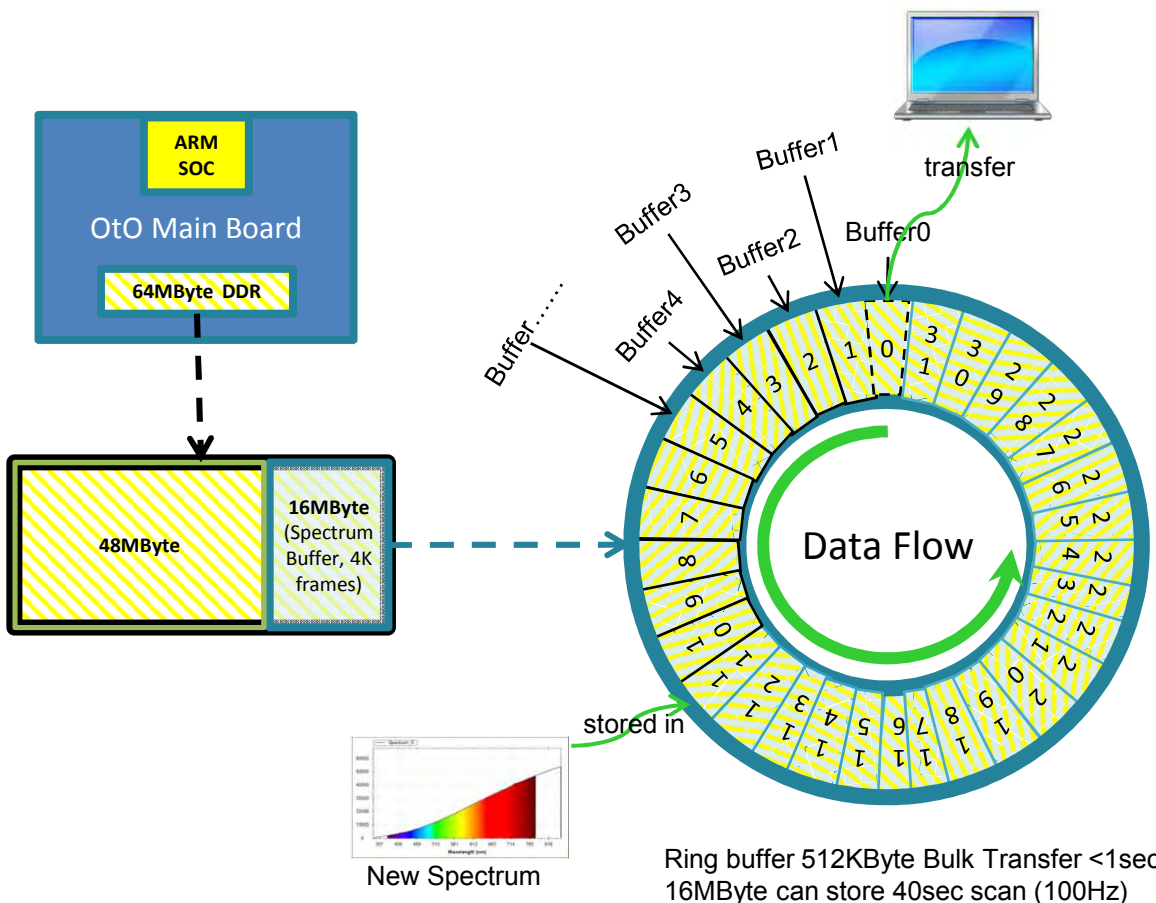 ARM
SOC
OtO Main Board
64MByte DDR
48MByte
16MByte
(Spectrum
Buffer, 4K
frames)
transfer
Buffer0
Buffer1
Buffer2
Buffer3
Buffer4
Buffer……
0
1
2
3
4
5
6
7
8
9
10
11
12
13
14
15
16
17
18
19
20
21
22
23
24
25
26
27
28
29
30
31
Data Flow
stored in
Wavelength (nm)
New Spectrum
Ring buffer 512KByte Bulk Transfer <1sec
16MByte can store 40sec scan (100Hz)